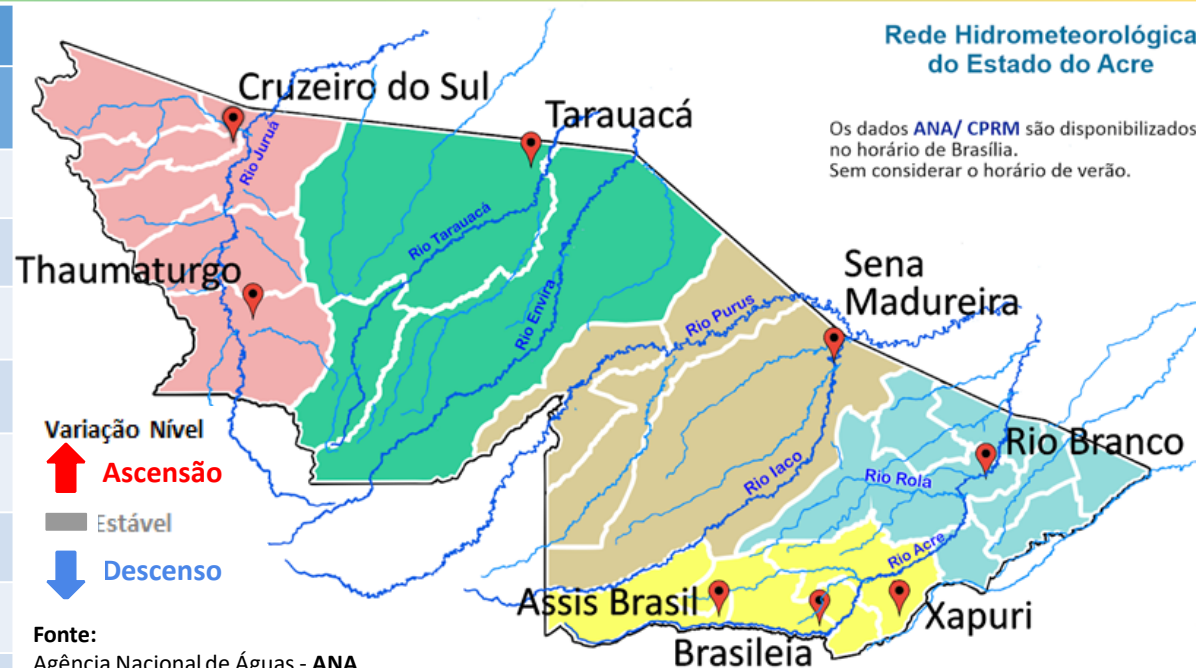 Rede Hidrometeorológica
do Estado do Acre
Os dados ANA/ CPRM são disponibilizados
no horário de Brasília.
Sem considerar o horário de verão.
Cruzeiro do Sul
Tarauacá
Rio Juruá
Rio Tarauacá
Thaumaturgo
Rio Envira
Rio Purus
Sena
Madureira
Variação Nível
Ascensão
Estável
Descenso
Rio Branco
Rio Iaco
Rio Rola
Rio Acre
Assis Brasil
Xapuri
Brasileia
Fonte:
Agência Nacional de Águas - ANA